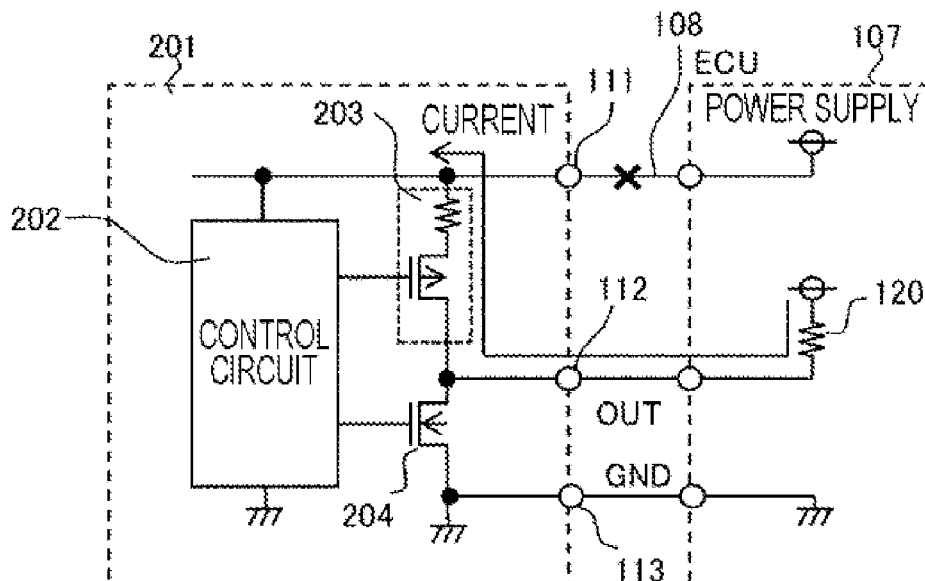 201
203
CURRENT
111
108
ECU
107
POWER SUPPLY
202
CONTROL
CIRCUIT
112
120
OUT
204
GND
113